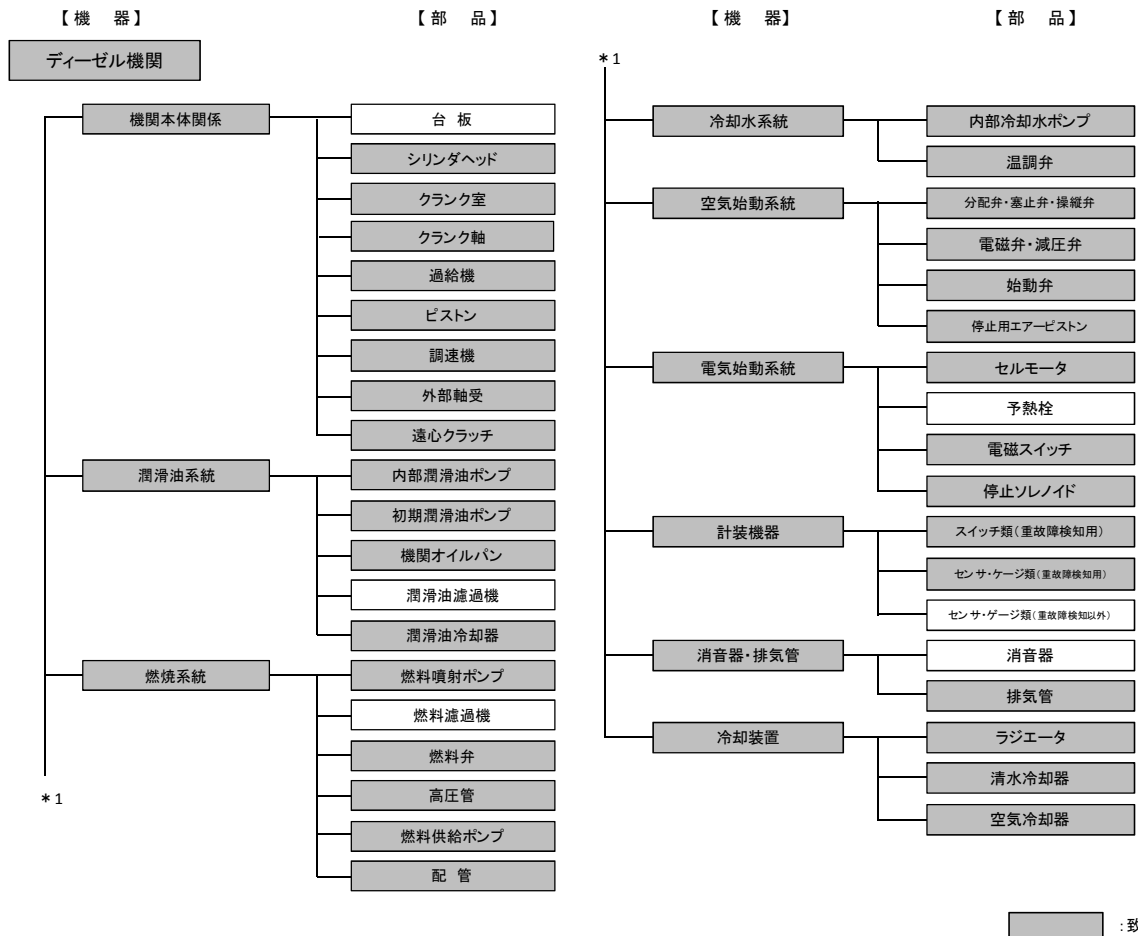 【機 器】
【部 品】
ディーゼル機関
機関本体関係
台 板
シリンダヘッド
クランク室
クランク軸
過給機
ピストン
調速機
外部軸受
遠心クラッチ
潤滑油系統
内部潤滑油ポンプ
初期潤滑油ポンプ
機関オイルパン
潤滑油濾過機
潤滑油冷却器
燃焼系統
燃料噴射ポンプ
燃料濾過機
燃料弁
高圧管
燃料供給ポンプ
配 管
*1
【機 器】
【部 品】
*1
冷却水系統
内部冷却水ポンプ
温調弁
空気始動系統
分配弁・塞止弁・操縦弁
電磁弁・減圧弁
始動弁
停止用エアーピストン
電気始動系統
セルモータ
予熱栓
電磁スイッチ
停止ソレノイド
計装機器
スイッチ類(重故障検知用)
センサ・ケージ類(重故障検知用)
センサ・ゲージ類(重故障検知以外)
消音器・排気管
消音器
排気管
冷却装置
ラジエータ
清水冷却器
空気冷却器
:致